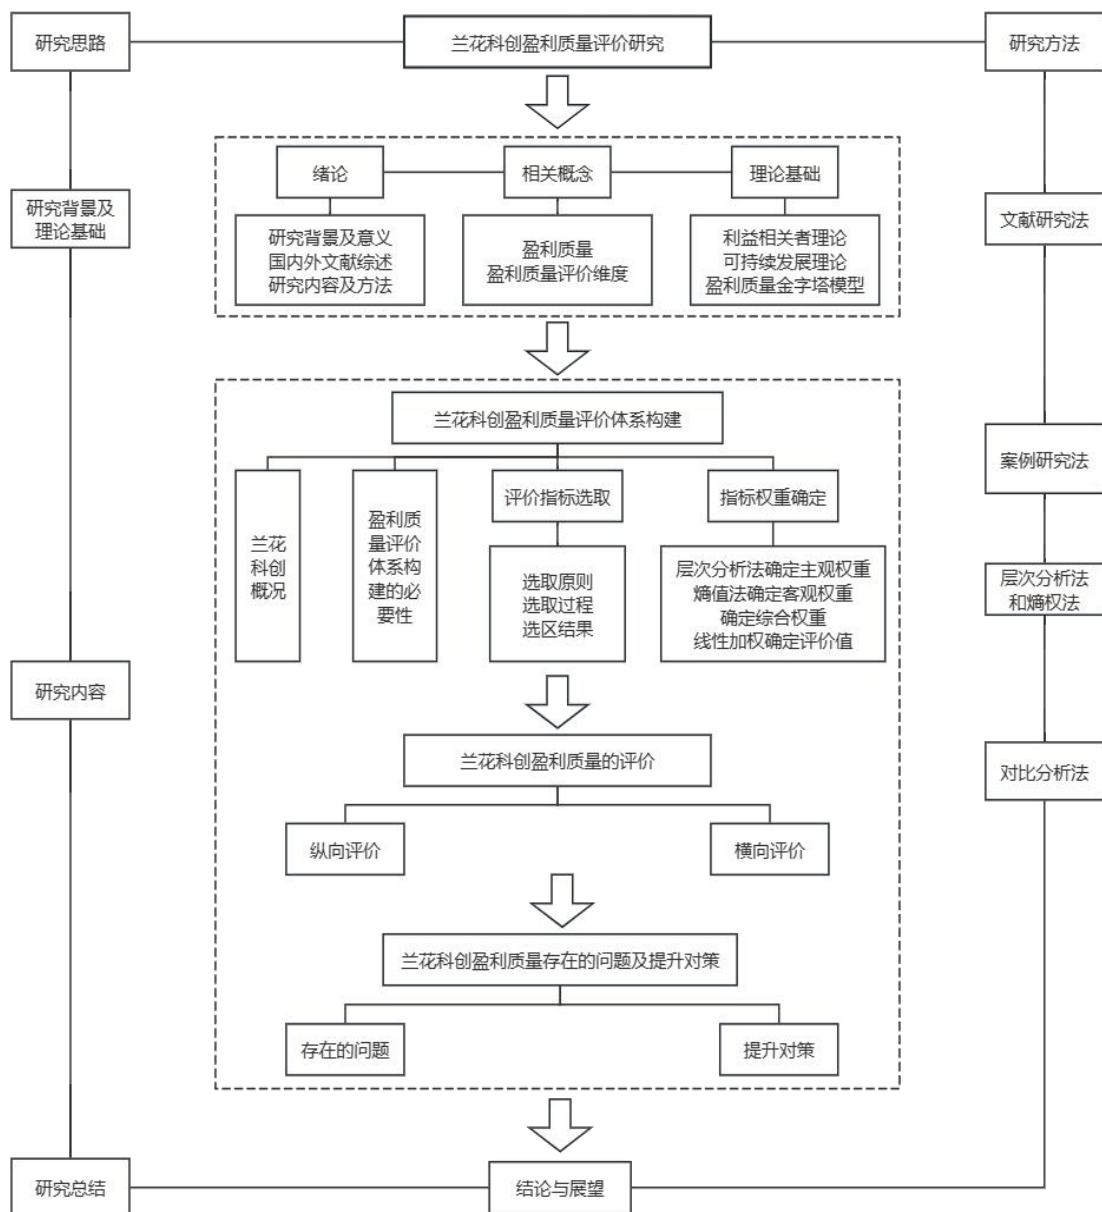 研究思路
兰花科创盈利质量评价研究
研究方法
绪论
相关概念
理论基础
研究背景及
理论基础
文献研究法
研究背景及意义
国内外文献综述
研究内容及方法
盈利质量
盈利质量评价维度
利益相关者理论
可持续发展理论
盈利质量金字塔模型
兰花科创盈利质量评价体系构建
案例研究法
兰花
科创
概况
盈利质
量评价
体系构
建的必
要性
评价指标选取
指标权重确定
选取原则
选取过程
选区结果
层次分析法确定主观权重
熵值法确定客观权重
确定综合权重
线性加权确定评价值
层次分析法
和熵权法
研究内容
兰花科创盈利质量的评价
对比分析法
纵向评价
横向评价
兰花科创盈利质量存在的问题及提升对策
存在的问题
提升对策
研究总结
结论与展望